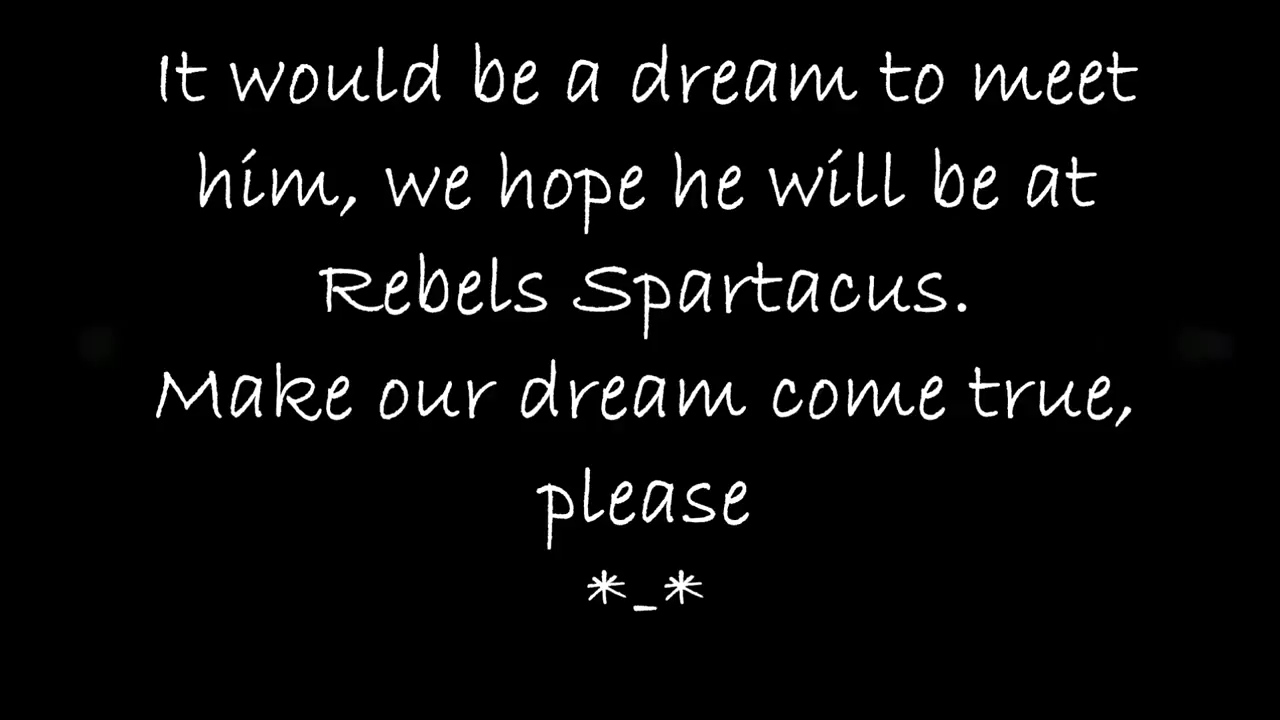 It would be a dream to meet
him, we hope he will be at
Rebels Spartacus.
Make our dream come true,
please
*_*